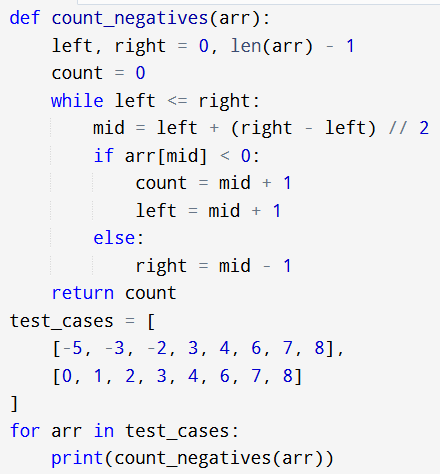 def count_negatives(arr):
    left, right = 0, len(arr) - 1
    count = 0
    while left <= right:
        mid = left + (right - left) // 2
        if arr[mid] < 0:
            count = mid + 1
            left = mid + 1
        else:
            right = mid - 1
    return count
test_cases = [
    [-5, -3, -2, 3, 4, 6, 7, 8],
    [0, 1, 2, 3, 4, 6, 7, 8]
]
for arr in test_cases:
    print(count_negatives(arr))